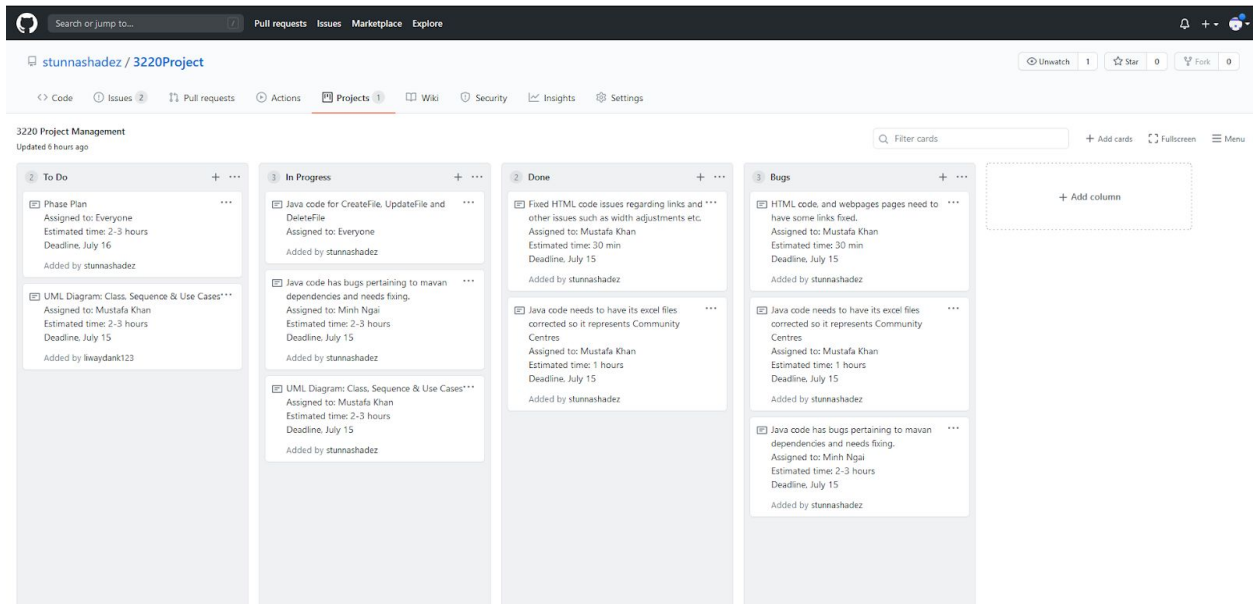 Search or jump to... /
Pull requests Issues Marketplace Explore
stunnashadez / 3220Project
Unwatch 1 Star 0 Fork 0
Code Issues 2 Pull requests Actions Projects 1 Wiki Security Insights Settings
3220 Project Management
Updated 6 hours ago
Filter cards
Add cards Fullscreen Menu
2 To Do
Phase Plan
Assigned to: Everyone
Estimated time: 2-3 hours
Deadline, July 16
Added by stunnashadez
UML Diagram: Class, Sequence & Use Cases
Assigned to: Mustafa Khan
Estimated time: 2-3 hours
Deadline, July 15
Added by liwaydank123
3 In Progress
Java code for CreateFile, UpdateFile and
DeleteFile
Assigned to: Everyone
Added by stunnashadez
Java code has bugs pertaining to mavan
dependencies and needs fixing.
Assigned to: Minh Ngai
Estimated time: 2-3 hours
Deadline, July 15
Added by stunnashadez
UML Diagram: Class, Sequence & Use Cases
Assigned to: Mustafa Khan
Estimated time: 2-3 hours
Deadline, July 15
Added by stunnashadez
2 Done
Fixed HTML code issues regarding links and
other issues such as width adjustments etc.
Assigned to: Mustafa Khan
Estimated time: 30 min
Deadline, July 15
Added by stunnashadez
Java code needs to have its excel files
corrected so it represents Community
Centres
Assigned to: Mustafa Khan
Estimated time: 1 hours
Deadline, July 15
Added by stunnashadez
3 Bugs
HTML code, and webpages pages need to
have some links fixed.
Assigned to: Mustafa Khan
Estimated time: 30 min
Deadline, July 15
Added by stunnashadez
Java code needs to have its excel files
corrected so it represents Community
Centres
Assigned to: Mustafa Khan
Estimated time: 1 hours
Deadline, July 15
Added by stunnashadez
Java code has bugs pertaining to mavan
dependencies and needs fixing.
Assigned to: Minh Ngai
Estimated time: 2-3 hours
Deadline, July 15
Added by stunnashadez
+ Add column